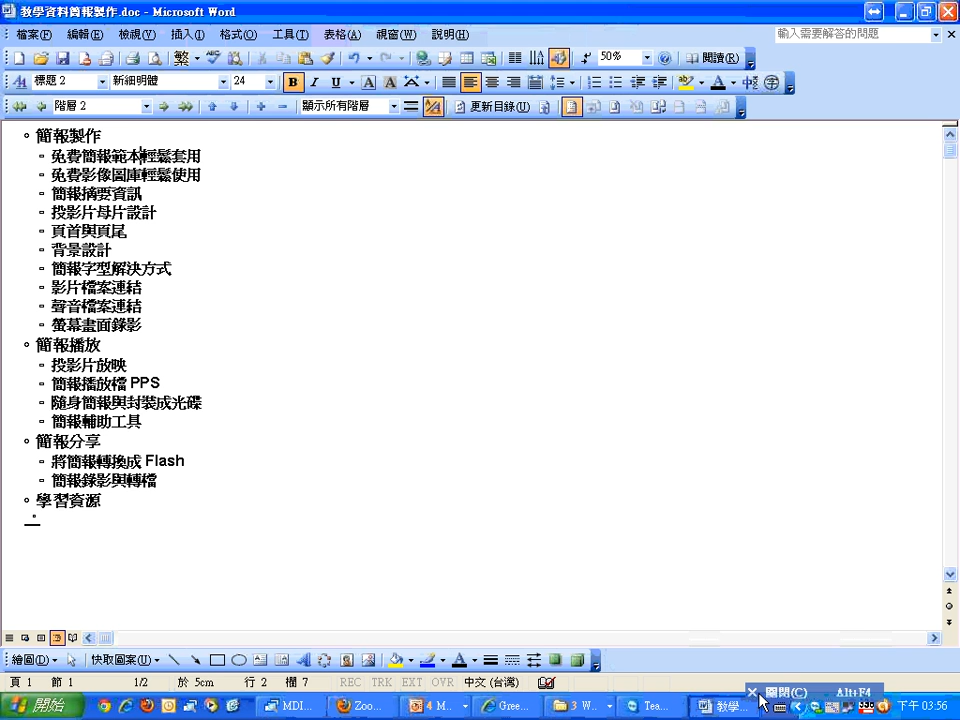 教學資料簡報製作.doc - Microsoft Word
檔案(F) 編輯(E) 檢視(V) 插入(I) 格式(O) 工具(T) 表格(A) 視窗(W) 說明(H) 輸入需要解答的問題
繁 50% 閱讀(R)
標題 2 新細明體 24 B I U A A A
階層 2 顯示所有階層 更新目錄(U)
簡報製作
免費簡報範本輕鬆套用
免費影像圖庫輕鬆使用
簡報摘要資訊
投影片母片設計
頁首與頁尾
背景設計
簡報字型解決方式
影片檔案連結
聲音檔案連結
螢幕畫面錄影
簡報播放
投影片放映
簡報播放檔 PPS
隨身簡報與封裝成光碟
簡報輔助工具
簡報分享
將簡報轉換成 Flash
簡報錄影與轉檔
學習資源
繪圖(D) 快取圖案(U)
頁 1 節 1 1/2 於 5cm 行 2 欄 7 REC TRK EXT OVR 中文 (台灣)
關閉(C) Alt+F4
開始 MDI... Zoo... 4 M... Gree... 3 W... Tea... 教學... 下午 03:56